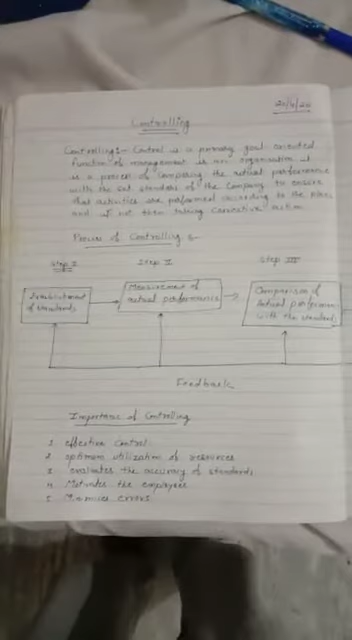 Controlling
Controlling:- Control is a primary goal oriented
function of management in an organisation it
is a process of comparing the actual performance
with the set standars of the company to ensure
that activities are performed according to the plan
and if not then taking corrective action
Process of Controlling :-
Step I Step II Step III
Establishment of standards
Measurement of actual performance
Comparison of Actual performance with the standards
Feedback
Importance of Controlling
1 effective control.
2 optimum utilization of resources
3 evaluates the accuracy of standards
4 Motivates the employees
5 Minimises errors